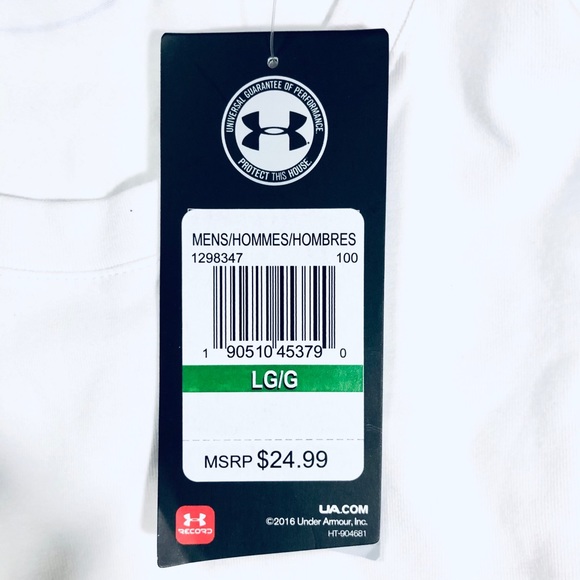 UNIVERSAL GUARANTEE OF PERFORMANCE
PROTECT THIS HOUSE.
MENS/HOMMES/HOMBRES
1298347 100
1 90510 45379 0
LG/G
MSRP $24.99
RECORD
UA.COM
©2016 Under Armour, Inc.
HT-904681